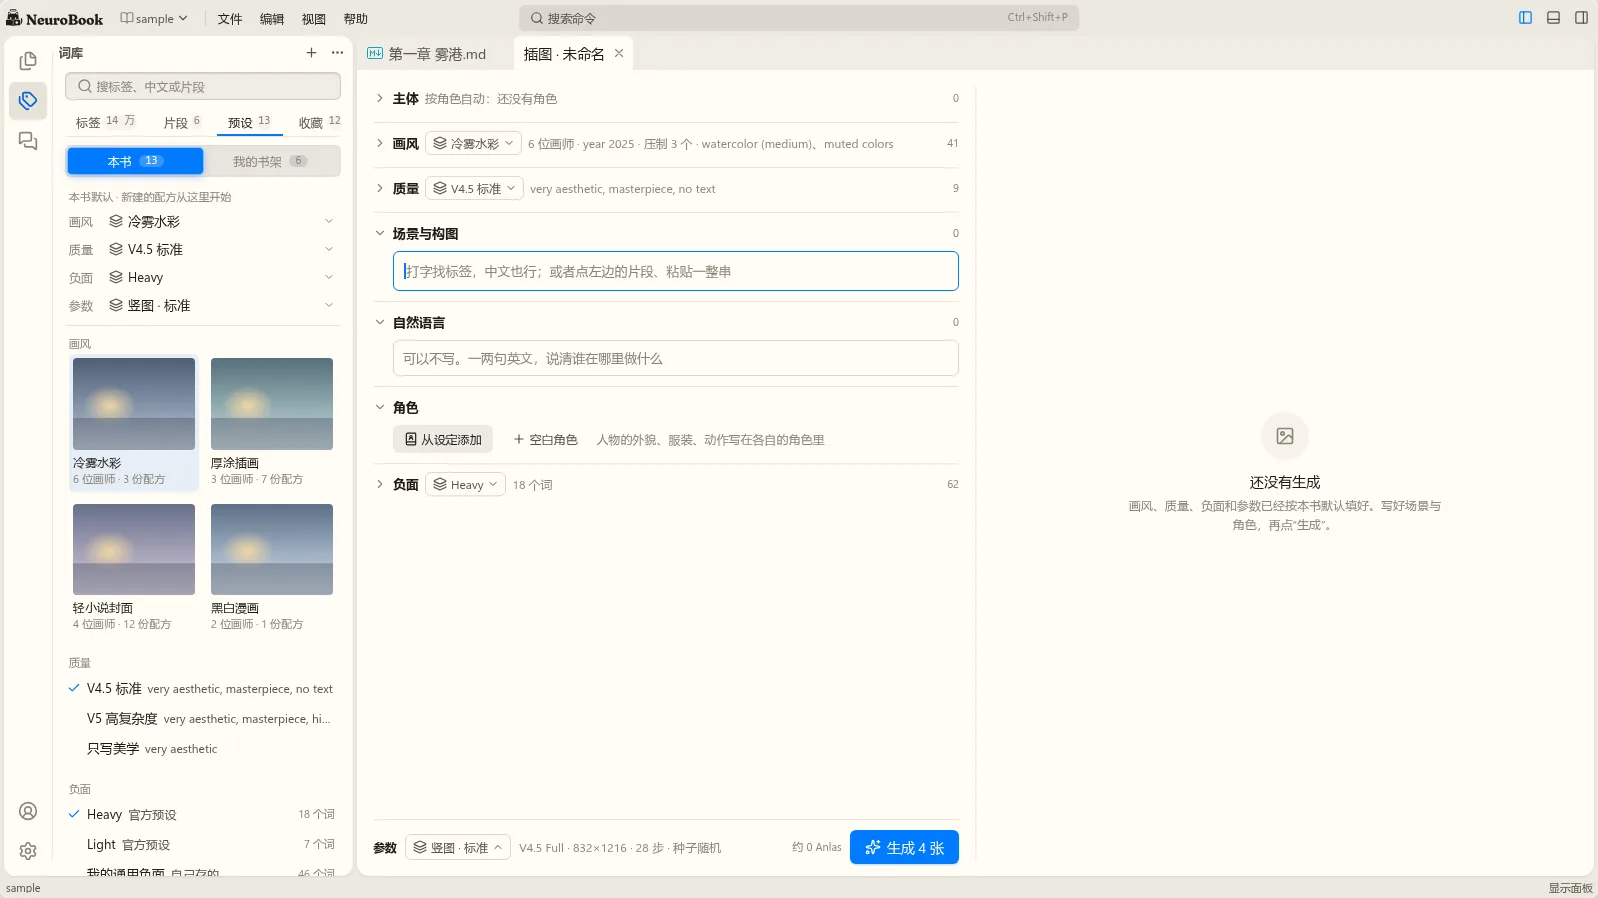 NeuroBook
sample
文件
编辑
视图
帮助
搜索命令
Ctrl+Shift+P
词库
搜标签、中文或片段
标签 14 万
片段 6
预设 13
收藏 12
本书 13
我的书架 6
本书默认 · 新建的配方从这里开始
画风 冷雾水彩
质量 V4.5 标准
负面 Heavy
参数 竖图 · 标准
画风
冷雾水彩
6 位画师 · 3 份配方
厚涂插画
3 位画师 · 7 份配方
轻小说封面
4 位画师 · 12 份配方
黑白漫画
2 位画师 · 1 份配方
质量
V4.5 标准 very aesthetic, masterpiece, no text
V5 高复杂度 very aesthetic, masterpiece, hi...
只写美学 very aesthetic
负面
Heavy 官方预设 18 个词
Light 官方预设 7 个词
我的通用负面 自己存的 46 个词
第一章 雾港.md
插图 · 未命名
主体 按角色自动：还没有角色 0
画风 冷雾水彩 6 位画师 · year 2025 · 压制 3 个 · watercolor (medium)、muted colors 41
质量 V4.5 标准 very aesthetic, masterpiece, no text 9
场景与构图 0
打字找标签，中文也行；或者点左边的片段、粘贴一整串
自然语言 0
可以不写。一两句英文，说清谁在哪里做什么
角色
从设定添加
空白角色
人物的外貌、服装、动作写在各自的角色里
负面 Heavy 18 个词 62
参数 竖图 · 标准 V4.5 Full · 832×1216 · 28 步 · 种子随机
约 0 Anlas
生成 4 张
还没有生成
画风、质量、负面和参数已经按本书默认填好。写好场景与
角色，再点“生成”。
sample
显示面板